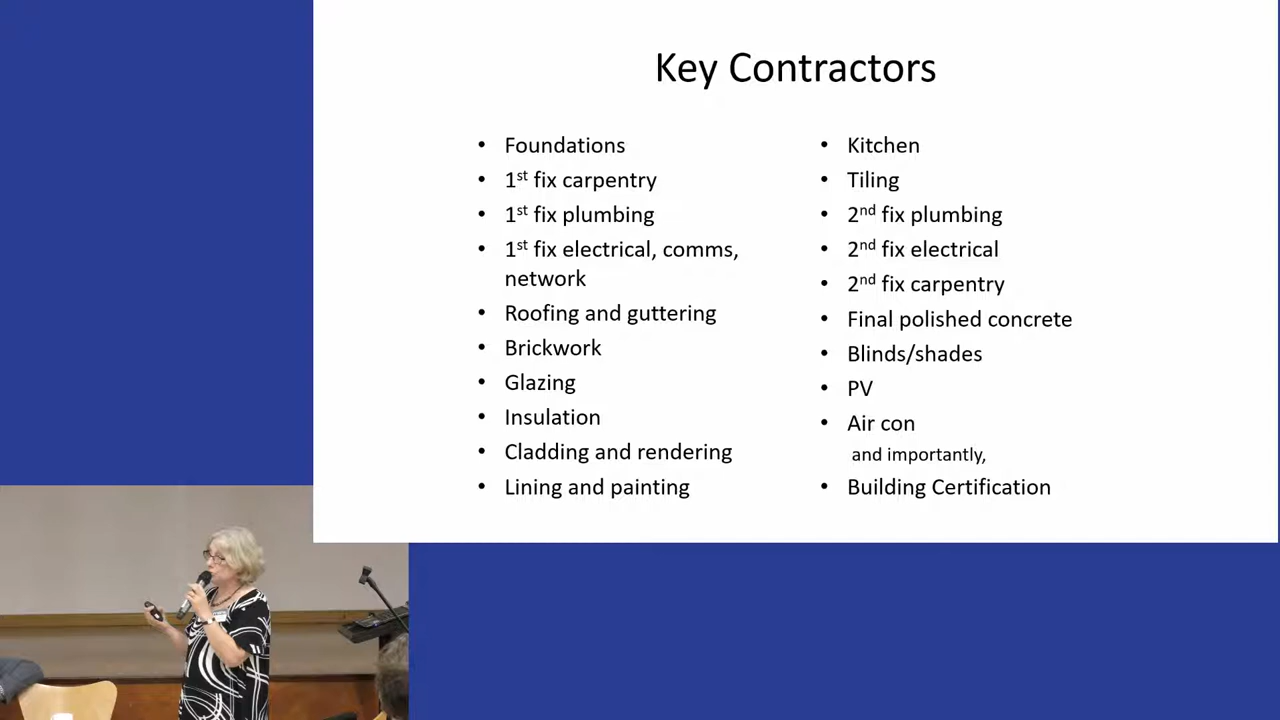 Key Contractors
• Foundations
• 1st fix carpentry
• 1st fix plumbing
• 1st fix electrical, comms,
network
• Roofing and guttering
• Brickwork
• Glazing
• Insulation
• Cladding and rendering
• Lining and painting
• Kitchen
• Tiling
• 2nd fix plumbing
• 2nd fix electrical
• 2nd fix carpentry
• Final polished concrete
• Blinds/shades
• PV
• Air con
and importantly,
• Building Certification